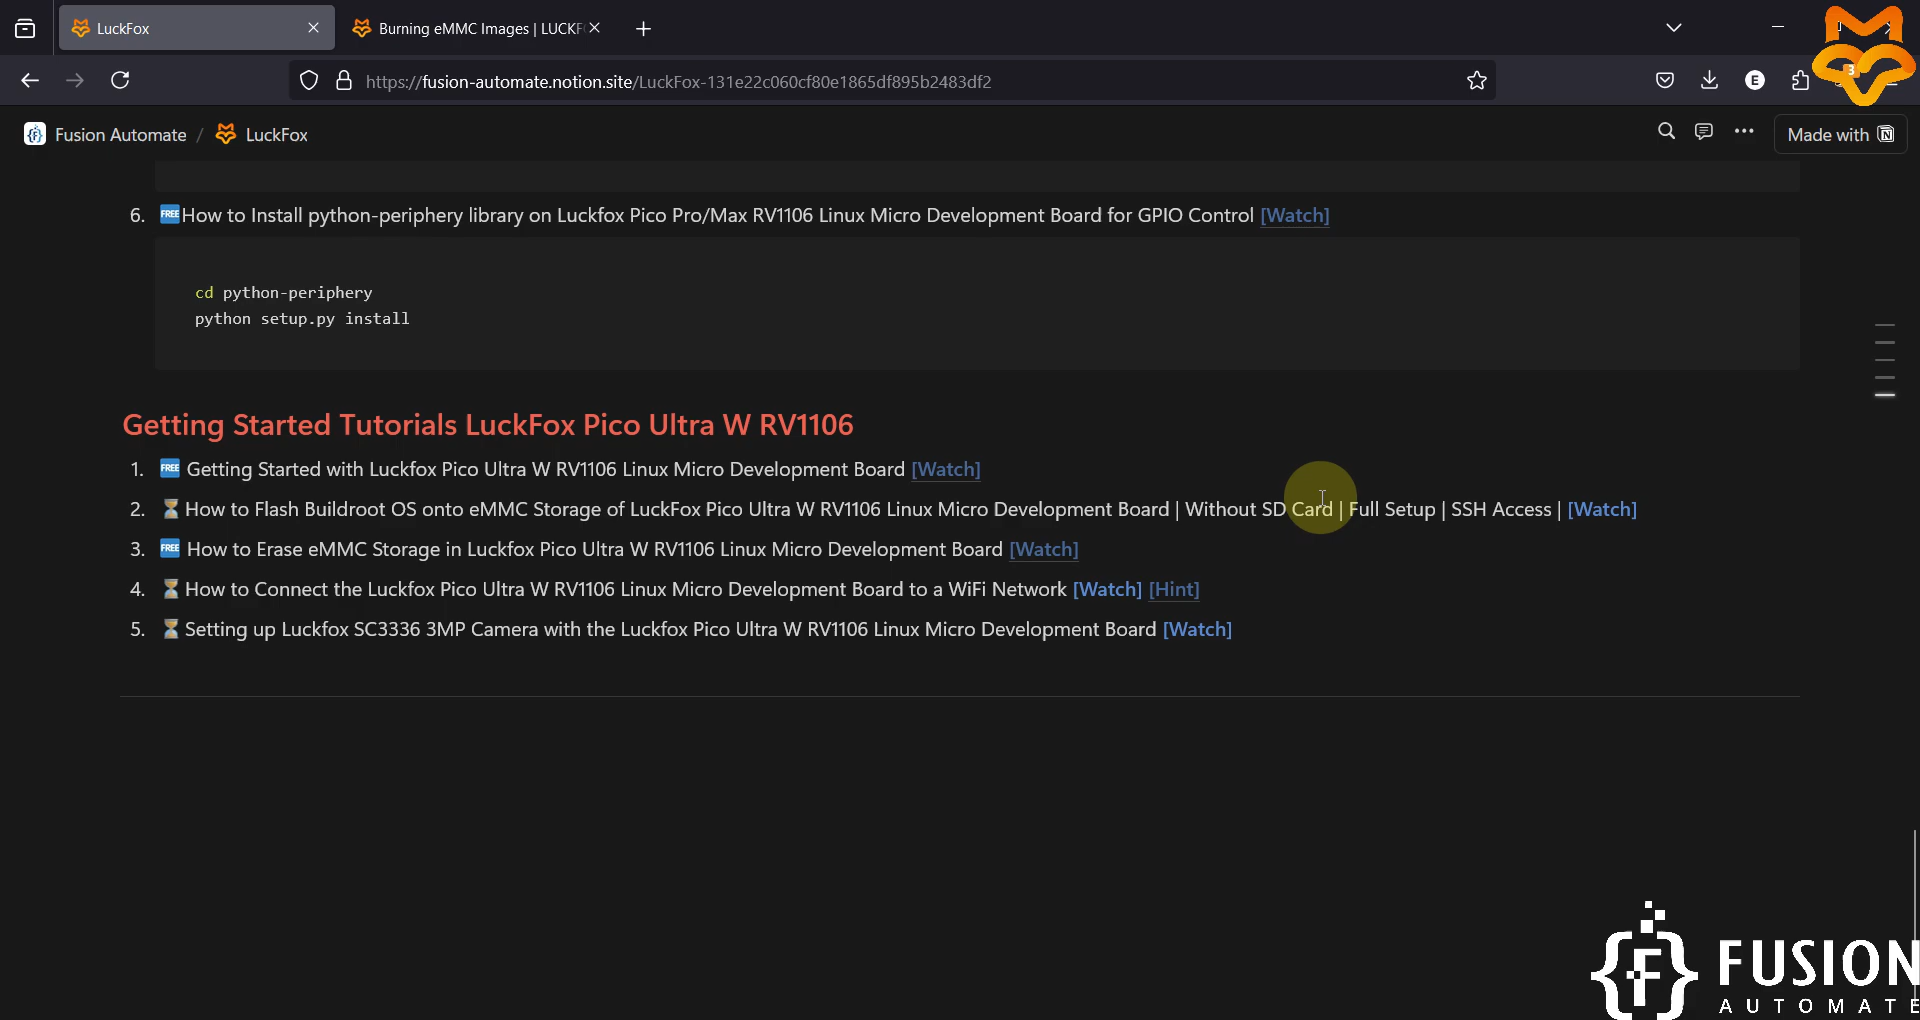 LuckFox
Burning eMMC Images | LUCKF
https://fusion-automate.notion.site/LuckFox-131e22c060cf80e1865df895b2483df2
E
3
Fusion Automate / LuckFox
Made with
6. FREE How to Install python-periphery library on Luckfox Pico Pro/Max RV1106 Linux Micro Development Board for GPIO Control [Watch]
cd python-periphery
python setup.py install
Getting Started Tutorials LuckFox Pico Ultra W RV1106
1. FREE Getting Started with Luckfox Pico Ultra W RV1106 Linux Micro Development Board [Watch]
2. How to Flash Buildroot OS onto eMMC Storage of LuckFox Pico Ultra W RV1106 Linux Micro Development Board | Without SD Card | Full Setup | SSH Access | [Watch]
3. FREE How to Erase eMMC Storage in Luckfox Pico Ultra W RV1106 Linux Micro Development Board [Watch]
4. How to Connect the Luckfox Pico Ultra W RV1106 Linux Micro Development Board to a WiFi Network [Watch] [Hint]
5. Setting up Luckfox SC3336 3MP Camera with the Luckfox Pico Ultra W RV1106 Linux Micro Development Board [Watch]
{F} FUSION
AUTOMATE